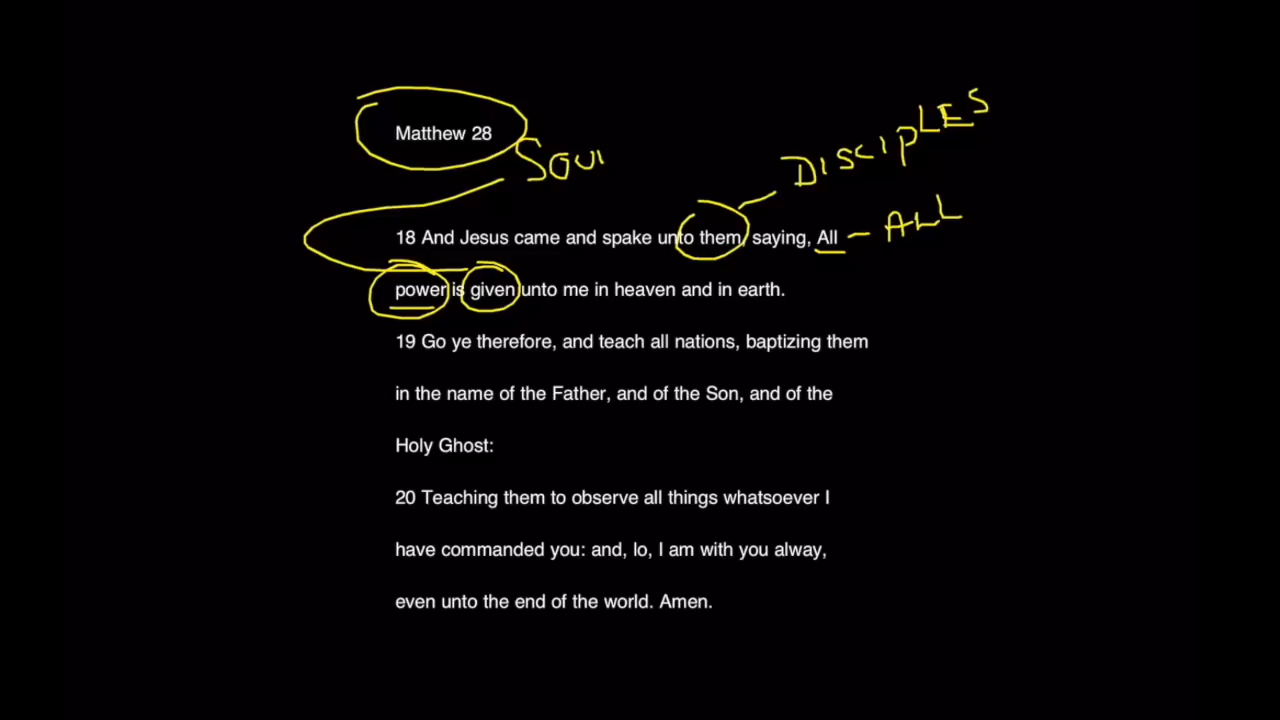 Matthew 28
SOUl
DISCIPLES
18 And Jesus came and spake unto them, saying, All - ALL
power is given unto me in heaven and in earth.
19 Go ye therefore, and teach all nations, baptizing them
in the name of the Father, and of the Son, and of the
Holy Ghost:
20 Teaching them to observe all things whatsoever I
have commanded you: and, lo, I am with you alway,
even unto the end of the world. Amen.